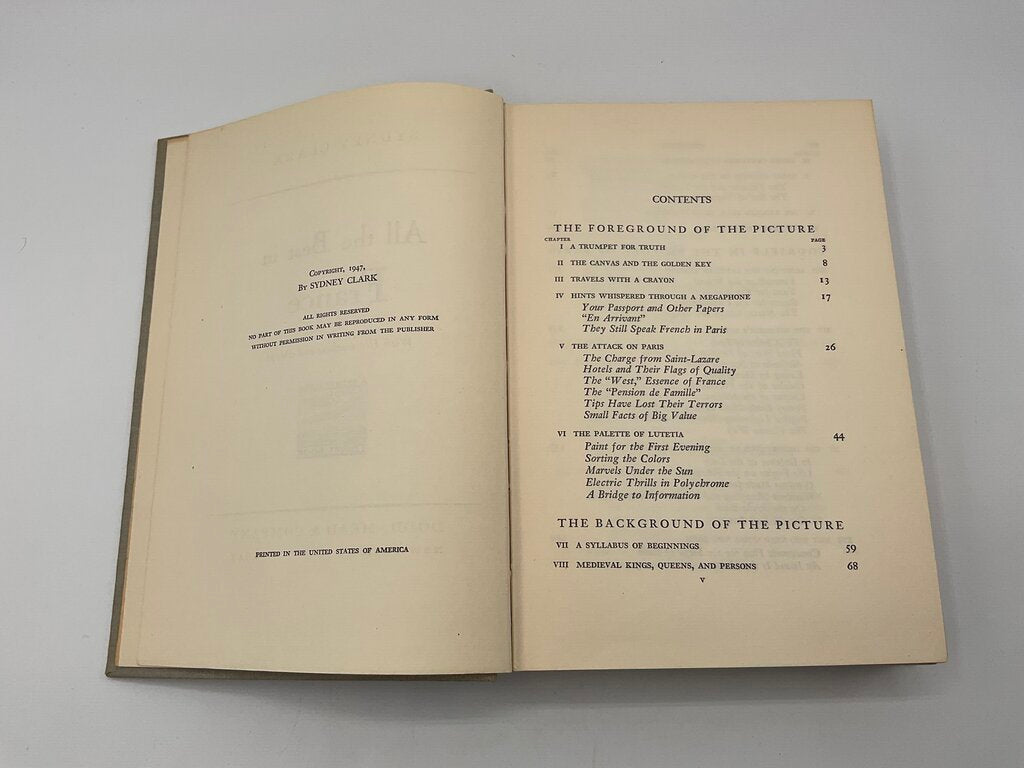 COPYRIGHT, 1947,
BY SYDNEY CLARK
ALL RIGHTS RESERVED
NO PART OF THIS BOOK MAY BE REPRODUCED IN ANY FORM
WITHOUT PERMISSION IN WRITING FROM THE PUBLISHER
PRINTED IN THE UNITED STATES OF AMERICA
CONTENTS
THE FOREGROUND OF THE PICTURE
CHAPTER PAGE
I A TRUMPET FOR TRUTH 3
II THE CANVAS AND THE GOLDEN KEY 8
III TRAVELS WITH A CRAYON 13
IV HINTS WHISPERED THROUGH A MEGAPHONE 17
Your Passport and Other Papers
"En Arrivant"
They Still Speak French in Paris
V THE ATTACK ON PARIS 26
The Charge from Saint-Lazare
Hotels and Their Flags of Quality
The "West," Essence of France
The "Pension de Famille"
Tips Have Lost Their Terrors
Small Facts of Big Value
VI THE PALETTE OF LUTETIA 44
Paint for the First Evening
Sorting the Colors
Marvels Under the Sun
Electric Thrills in Polychrome
A Bridge to Information
THE BACKGROUND OF THE PICTURE
VII A SYLLABUS OF BEGINNINGS 59
VIII MEDIEVAL KINGS, QUEENS, AND PERSONS 68
v